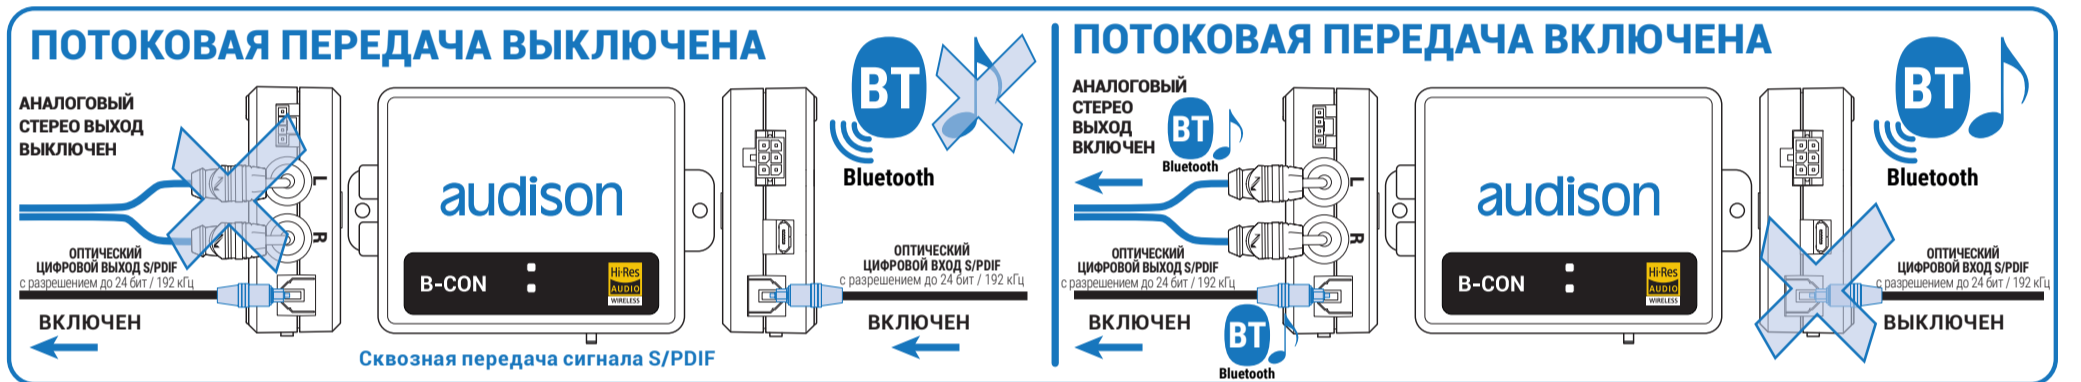 ПОТОКОВАЯ ПЕРЕДАЧА ВЫКЛЮЧЕНА
BT
Bluetooth
АНАЛОГОВЫЙ
СТЕРЕО ВЫХОД
ВЫКЛЮЧЕН
L
R
ОПТИЧЕСКИЙ
ЦИФРОВОЙ ВЫХОД S/PDIF
с разрешением до 24 бит / 192 кГц
ВКЛЮЧЕН
audison
B-CON
Hi-Res
AUDIO
WIRELESS
Сквозная передача сигнала S/PDIF
ОПТИЧЕСКИЙ
ЦИФРОВОЙ ВХОД S/PDIF
с разрешением до 24 бит / 192 кГц
ВКЛЮЧЕН
ПОТОКОВАЯ ПЕРЕДАЧА ВКЛЮЧЕНА
BT
Bluetooth
АНАЛОГОВЫЙ
СТЕРЕО
ВЫХОД
ВКЛЮЧЕН
BT
Bluetooth
L
R
ОПТИЧЕСКИЙ
ЦИФРОВОЙ ВЫХОД S/PDIF
с разрешением до 24 бит / 192 кГц
ВКЛЮЧЕН
BT
Bluetooth
audison
B-CON
Hi-Res
AUDIO
WIRELESS
ОПТИЧЕСКИЙ
ЦИФРОВОЙ ВХОД S/PDIF
с разрешением до 24 бит / 192 кГц
ВЫКЛЮЧЕН